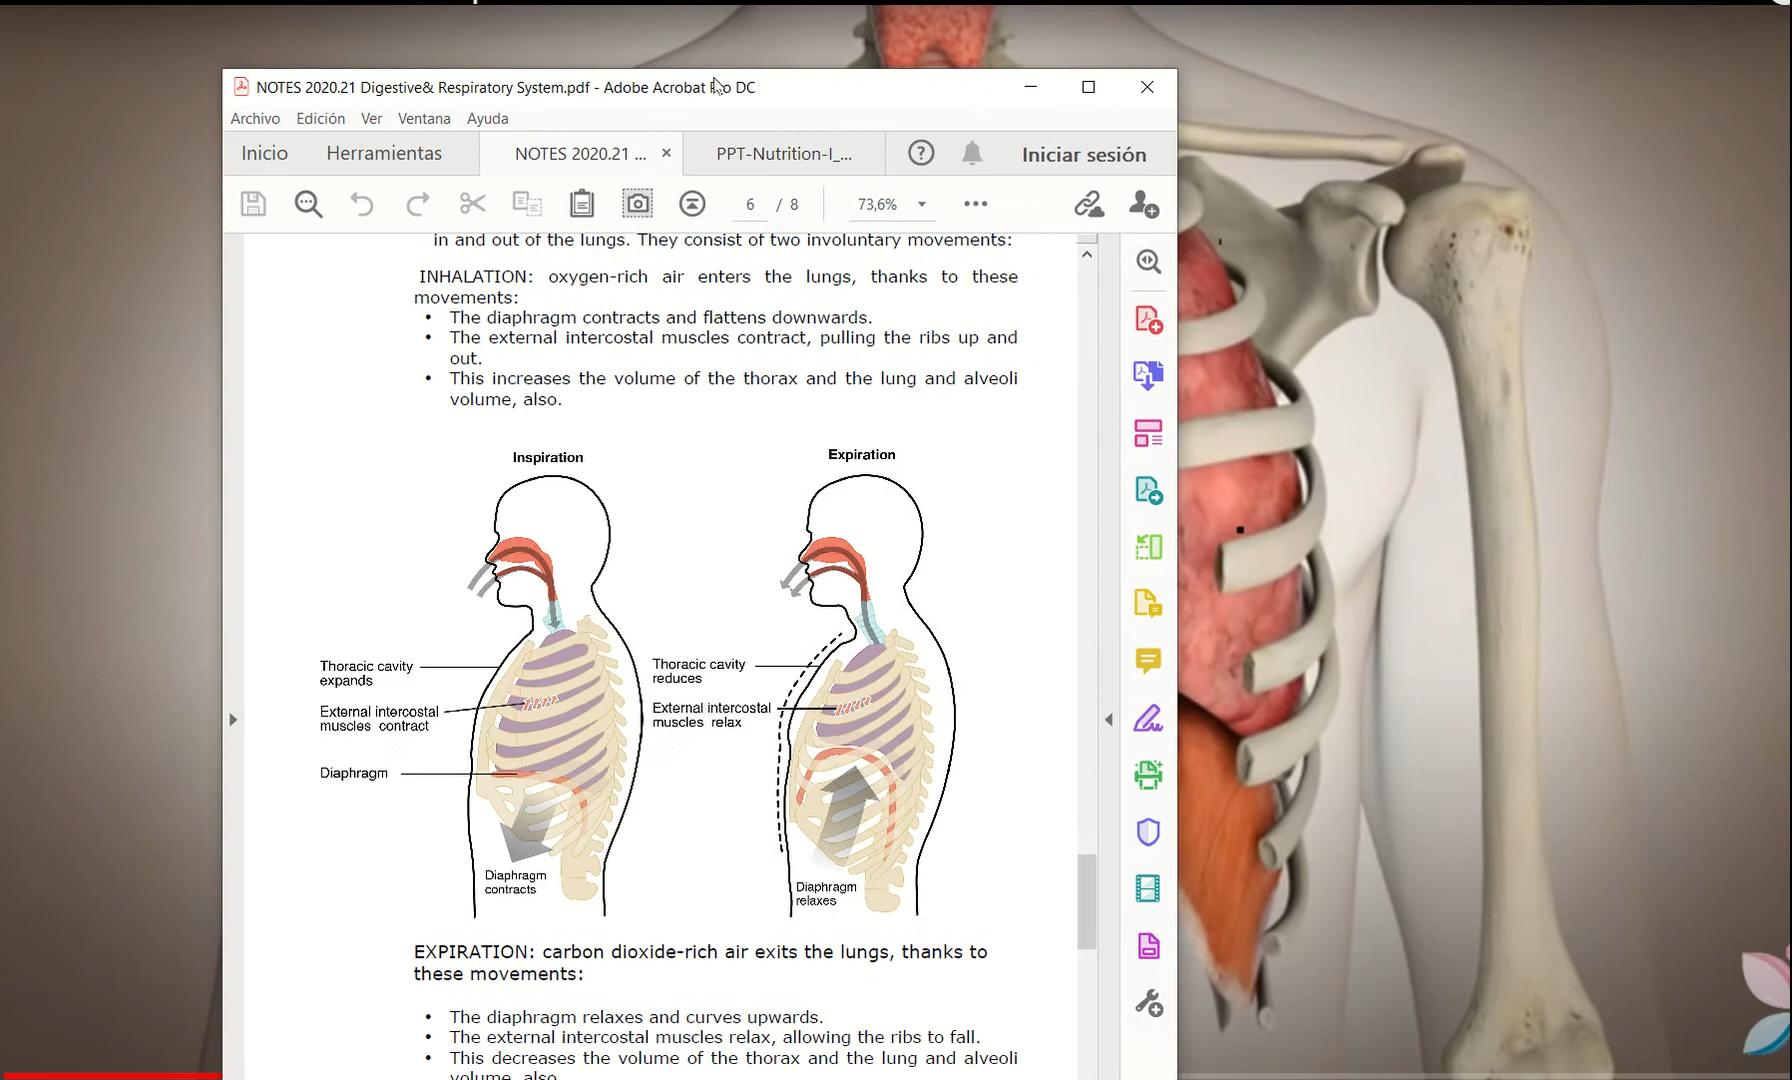 NOTES 2020.21 Digestive& Respiratory System.pdf - Adobe Acrobat Pro DC
Archivo Edición Ver Ventana Ayuda
Inicio Herramientas NOTES 2020.21 ... × PPT-Nutrition-I_... Iniciar sesión
6 / 8 73,6%
in and out of the lungs. They consist of two involuntary movements:
INHALATION: oxygen-rich air enters the lungs, thanks to these
movements:
• The diaphragm contracts and flattens downwards.
• The external intercostal muscles contract, pulling the ribs up and
out.
• This increases the volume of the thorax and the lung and alveoli
volume, also.
Inspiration
Expiration
Thoracic cavity
expands
External intercostal
muscles contract
Diaphragm
Diaphragm
contracts
Thoracic cavity
reduces
External intercostal
muscles relax
Diaphragm
relaxes
EXPIRATION: carbon dioxide-rich air exits the lungs, thanks to
these movements:
• The diaphragm relaxes and curves upwards.
• The external intercostal muscles relax, allowing the ribs to fall.
• This decreases the volume of the thorax and the lung and alveoli
volume, also